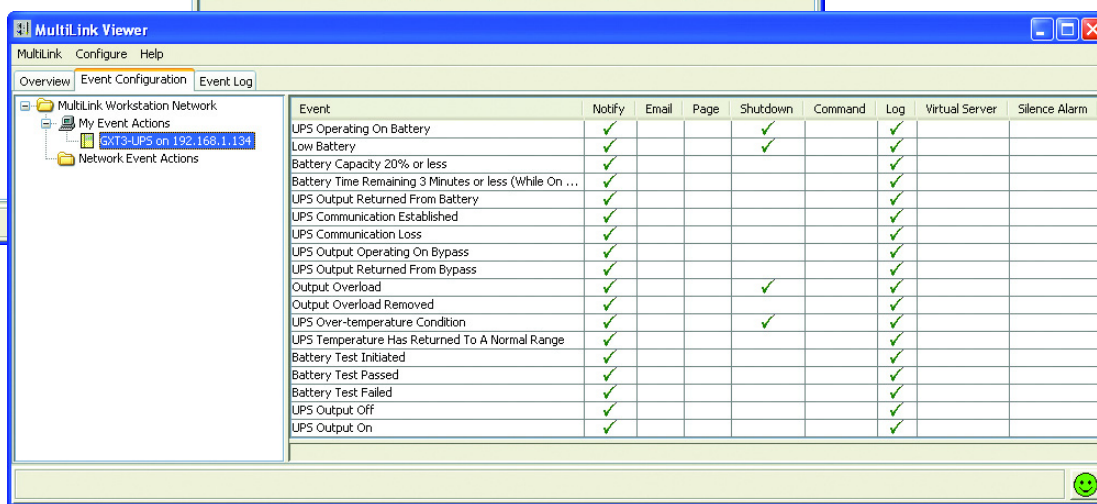 MultiLink Viewer
MultiLink Configure Help
Overview Event Configuration Event Log
MultiLink Workstation Network
My Event Actions
GXT3-UPS on 192.168.1.134
Network Event Actions
Event Notify Email Page Shutdown Command Log Virtual Server Silence Alarm
UPS Operating On Battery
Low Battery
Battery Capacity 20% or less
Battery Time Remaining 3 Minutes or less (While On ...
UPS Output Returned From Battery
UPS Communication Established
UPS Communication Loss
UPS Output Operating On Bypass
UPS Output Returned From Bypass
Output Overload
Output Overload Removed
UPS Over-temperature Condition
UPS Temperature Has Returned To A Normal Range
Battery Test Initiated
Battery Test Passed
Battery Test Failed
UPS Output Off
UPS Output On